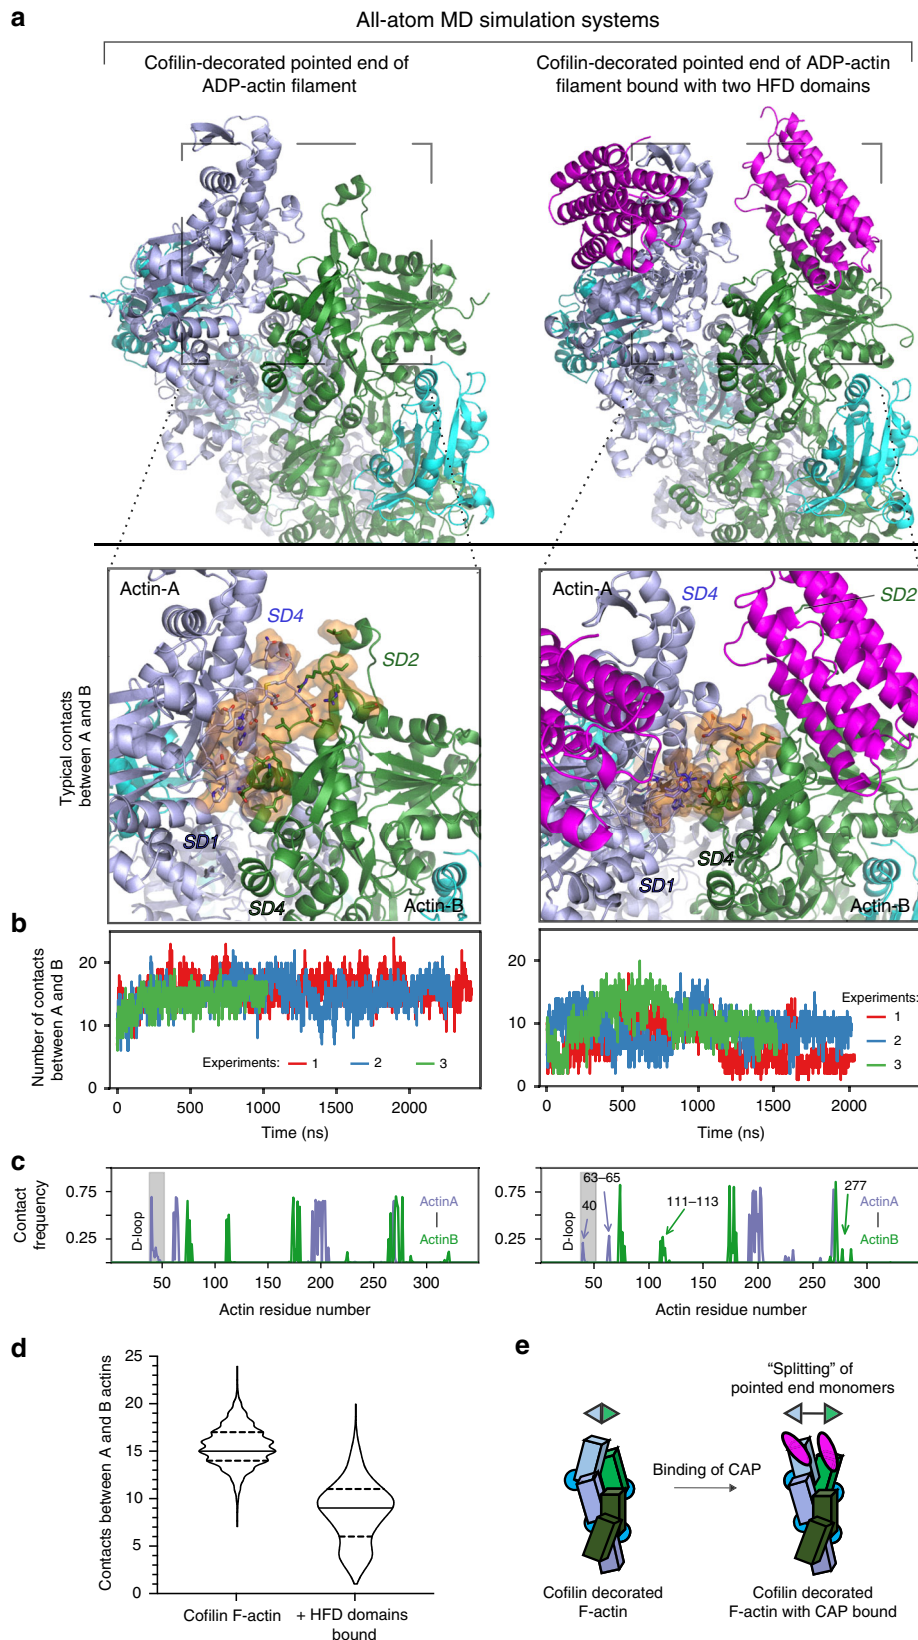 a
All-atom MD simulation systems
Cofilin-decorated pointed end of
ADP-actin filament
Cofilin-decorated pointed end of ADP-actin
filament bound with two HFD domains
Typical contacts
between A and B
Actin-A
SD4
SD2
SD1
SD4
Actin-B
Actin-A
SD4
SD2
SD4
SD1
Actin-B
b
Number of contacts
between A and B
20
10
0
Experiments: 1 2 3
0 500 1000 1500 2000
Time (ns)
20
10
0
Experiments:
1
2
3
0 500 1000 1500 2000
Time (ns)
c
Contact
frequency
0.75
0.25
D-loop
ActinA
ActinB
50 100 150 200 250 300
Actin residue number
0.75
0.25
D-loop
40
63–65
111–113
277
ActinA
ActinB
50 100 150 200 250 300
Actin residue number
d
Contacts between A and B actins
25
20
15
10
5
0
Cofilin F-actin
+ HFD domains
bound
e
“Splitting” of
pointed end monomers
Binding of CAP
Cofilin decorated
F-actin
Cofilin decorated
F-actin with CAP bound